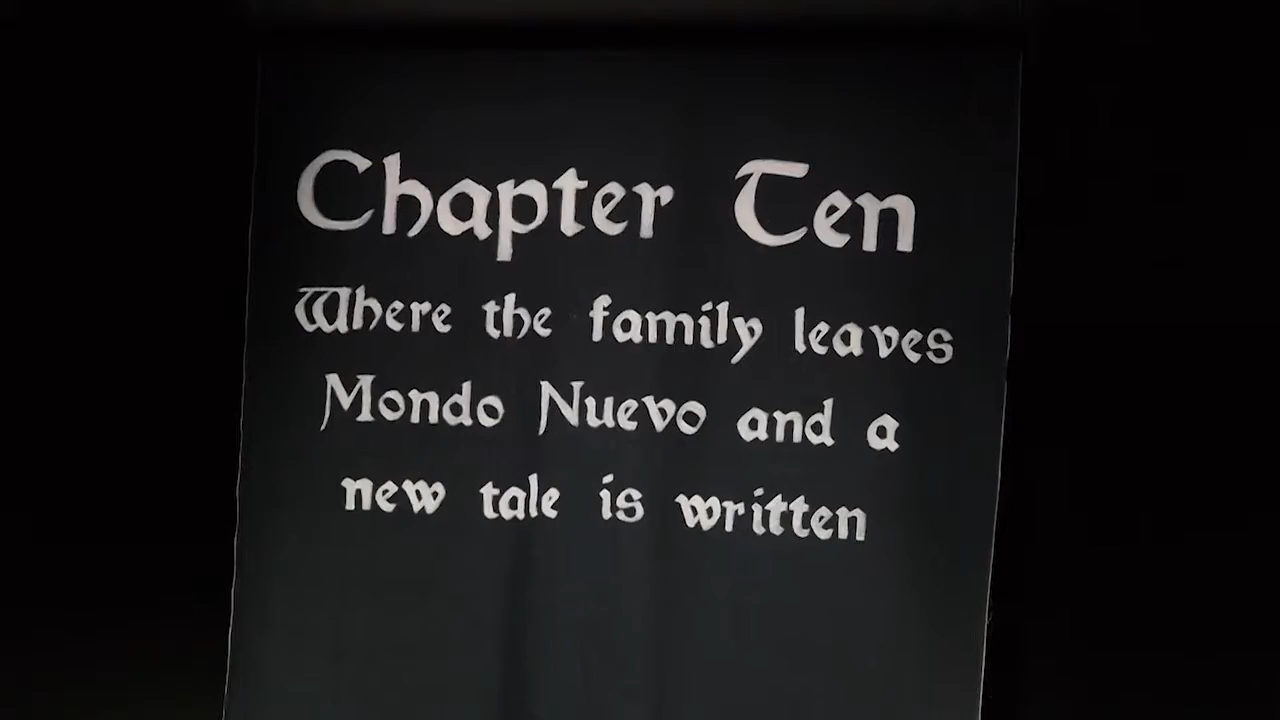 Chapter Ten
Where the family leaves
Mondo Nuevo and a
new tale is written